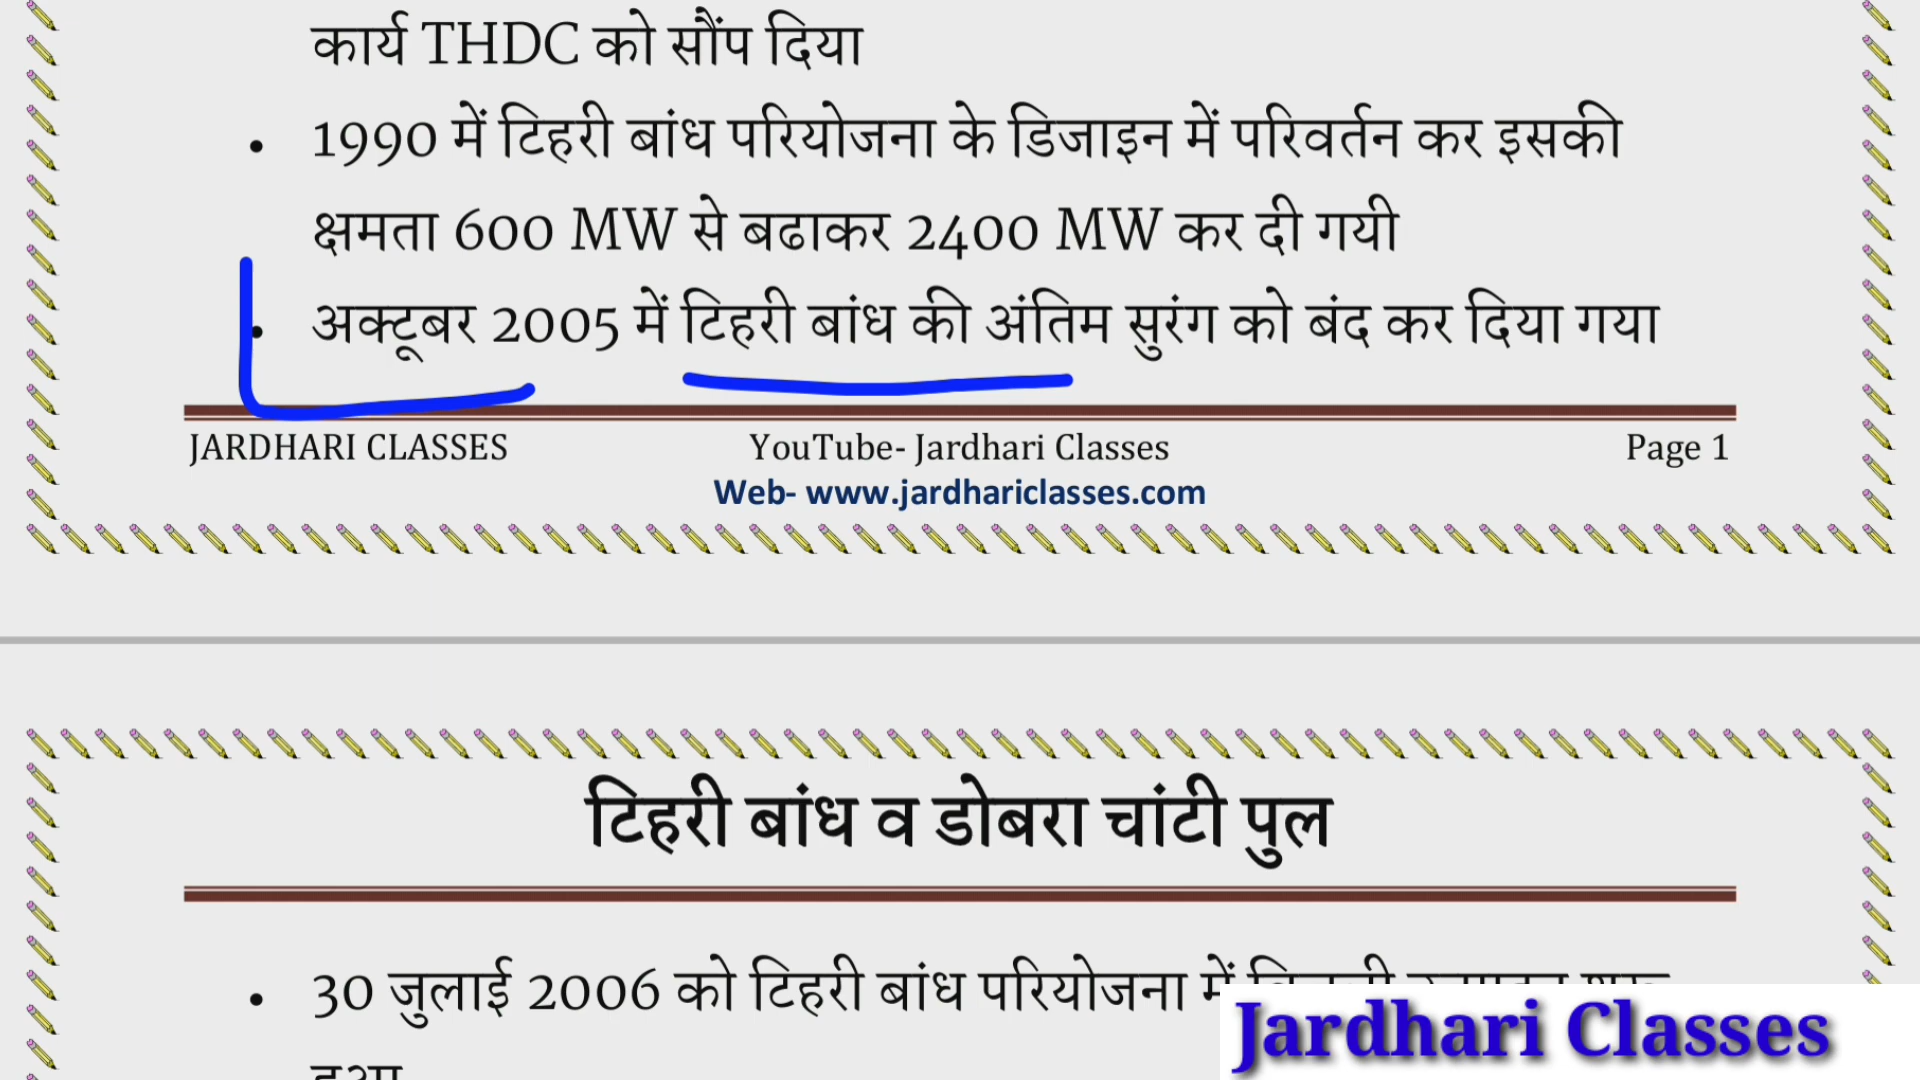 कार्य THDC को सौंप दिया
• 1990 में टिहरी बांध परियोजना के डिजाइन में परिवर्तन कर इसकी
क्षमता 600 MW से बढाकर 2400 MW कर दी गयी
• अक्टूबर 2005 में टिहरी बांध की अंतिम सुरंग को बंद कर दिया गया
JARDHARI CLASSES YouTube- Jardhari Classes Page 1
Web- www.jardhariclasses.com
टिहरी बांध व डोबरा चांटी पुल
• 30 जुलाई 2006 को टिहरी बांध परियोजना में
Jardhari Classes